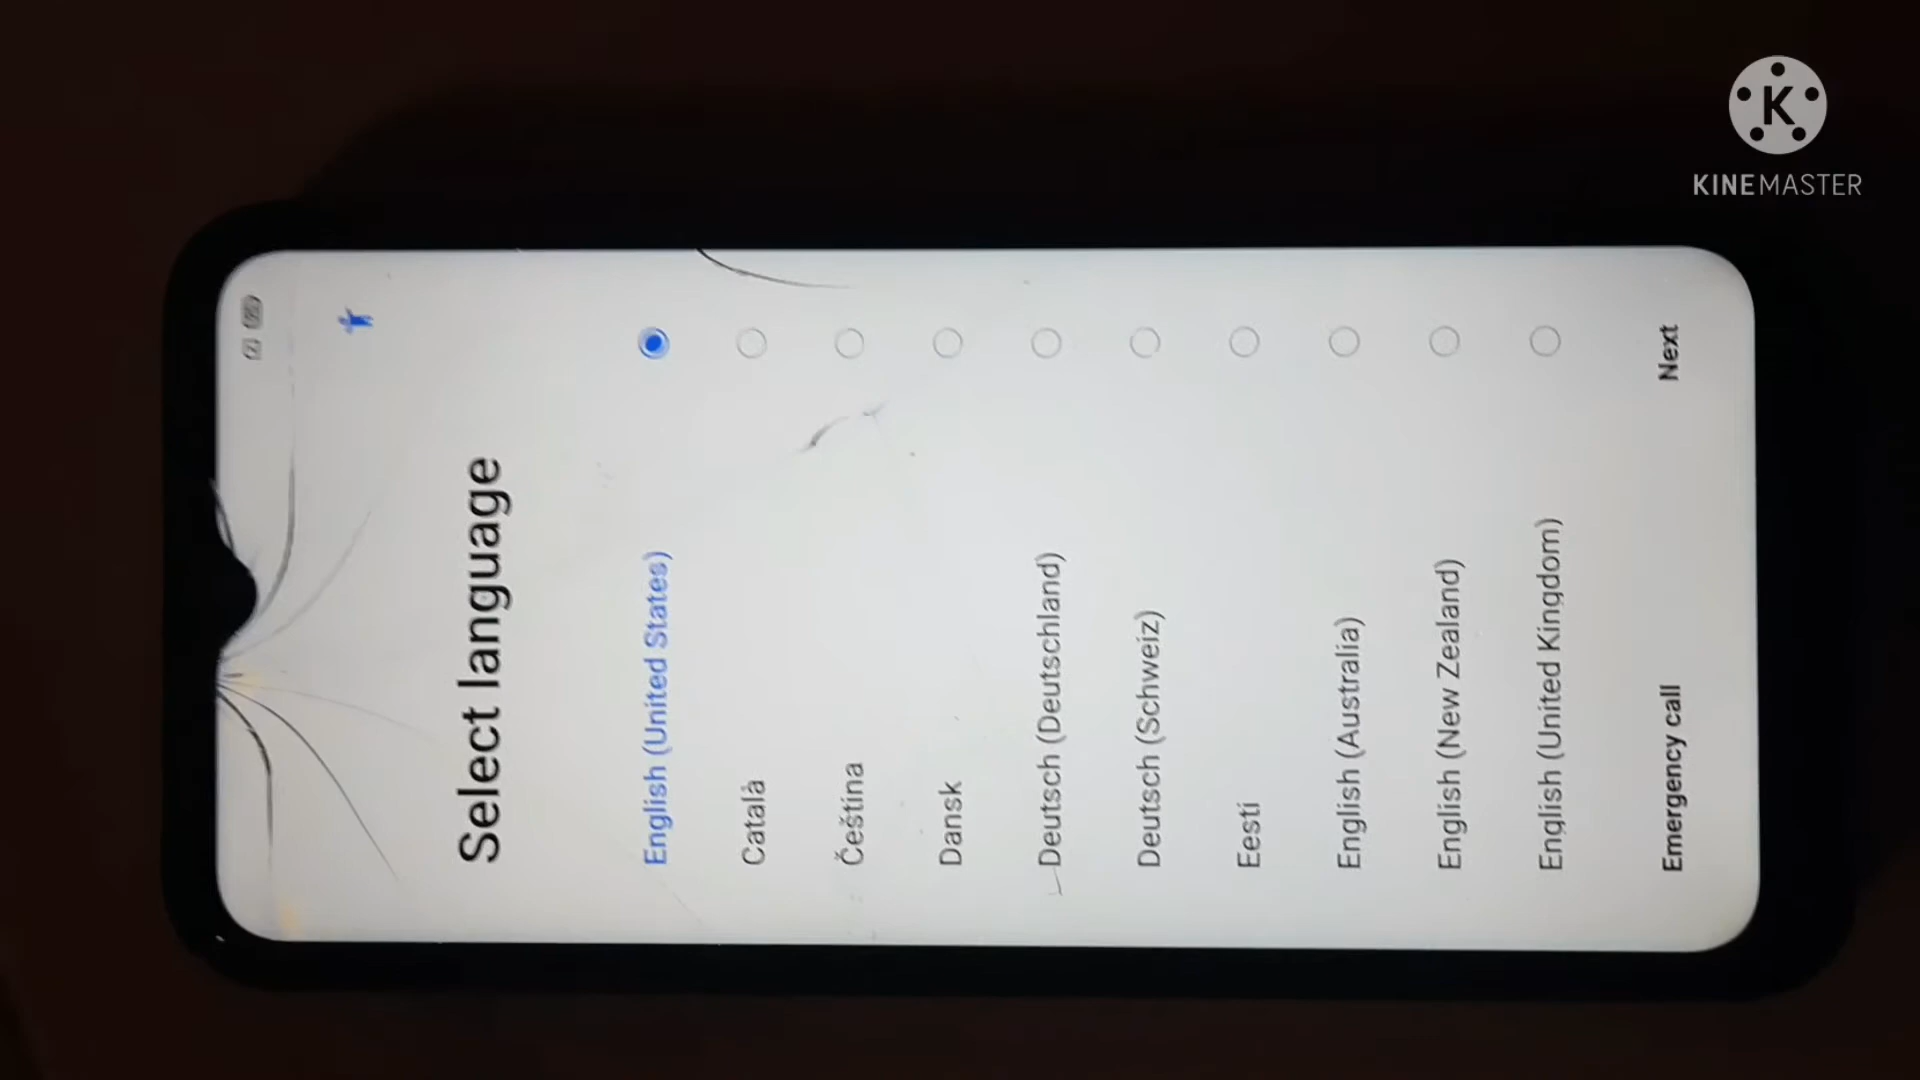 Select language
English (United States)
Català
Čeština
Dansk
Deutsch (Deutschland)
Deutsch (Schweiz)
Eesti
English (Australia)
English (New Zealand)
English (United Kingdom)
Emergency call
Next
K
KINEMASTER